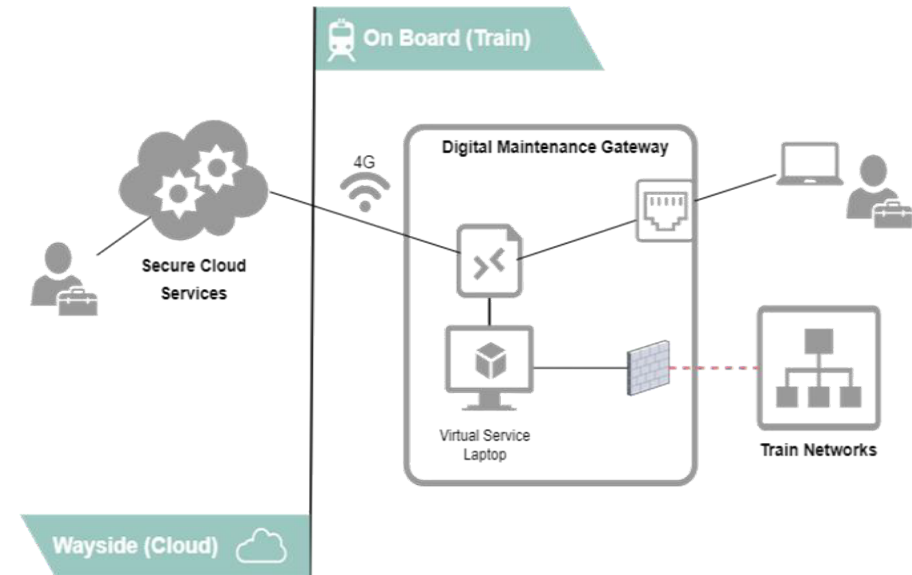 On Board (Train)
4G
Digital Maintenance Gateway
Secure Cloud
Services
Virtual Service
Laptop
Train Networks
Wayside (Cloud)